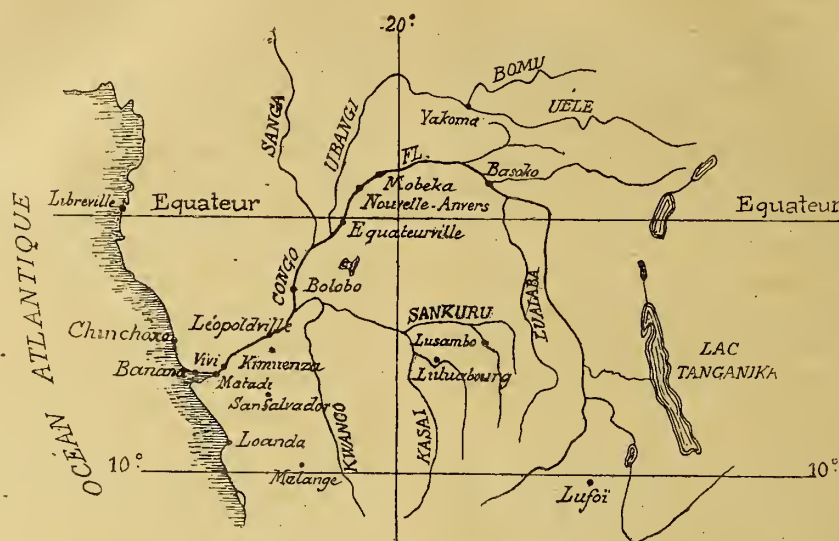 -20°
BOMU
UÉLE
SANGA
UBANGI
Yakoma
FL.
Basoko
Mobeka
Nouvelle-Anvers
Libreville
Equateur
Equateur
Equateurville
OCÉAN ATLANTIQUE
CONGO
Bolobo
LUALABA
SANKURU
Léopoldville
Chinchoxo
Lusambo
Kimuenza
Vivi
Banana
Matadi
Luluabourg
LAC
TANGANIKA
SanSalvador
KWANGO
KASAI
Loanda
10°
Malange
10°
Lufoï